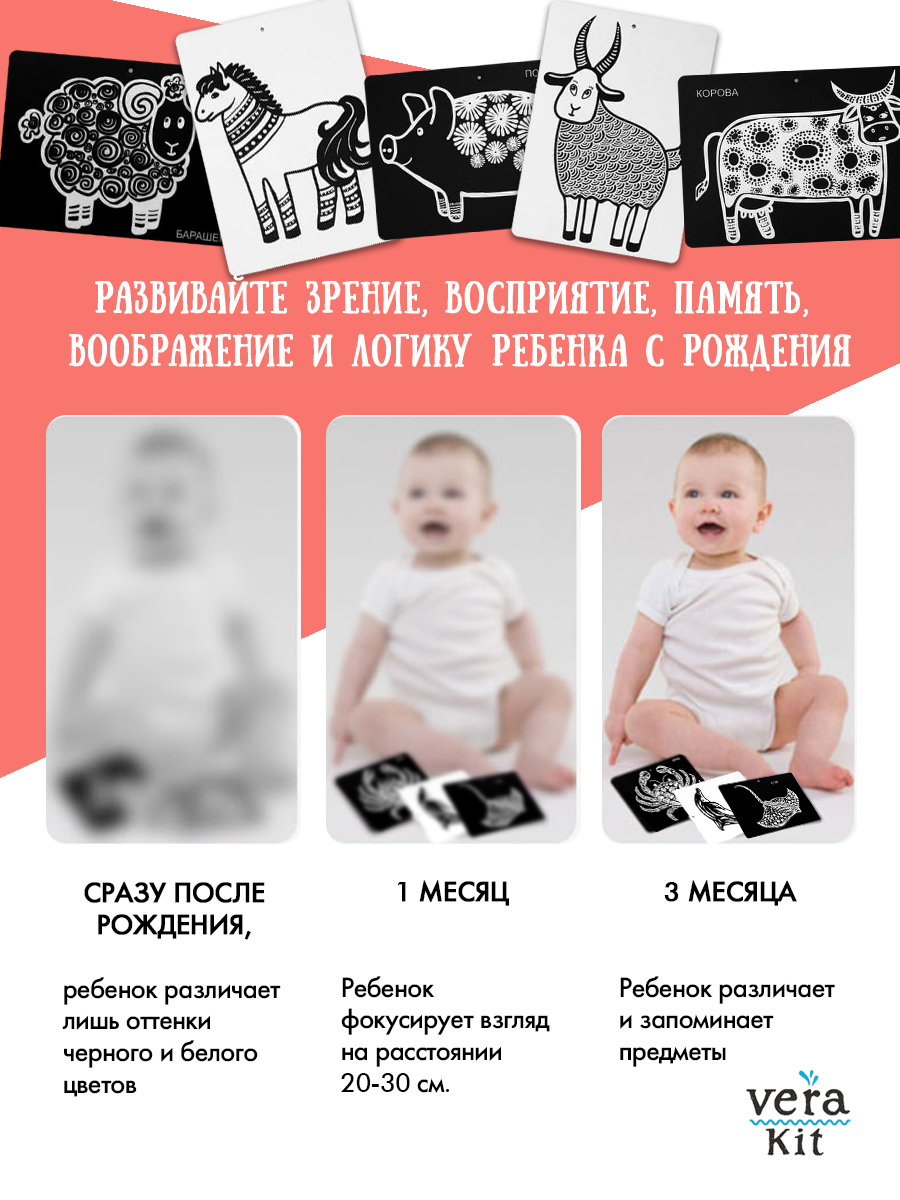 КОРОВА
РАЗВИВАЙТЕ ЗРЕНИЕ, ВОСПРИЯТИЕ, ПАМЯТЬ,
ВООБРАЖЕНИЕ И ЛОГИКУ РЕБЕНКА С РОЖДЕНИЯ
СРАЗУ ПОСЛЕ
РОЖДЕНИЯ,
ребенок различает
лишь оттенки
черного и белого
цветов
1 МЕСЯЦ
Ребенок
фокусирует взгляд
на расстоянии
20-30 см.
3 МЕСЯЦА
Ребенок различает
и запоминает
предметы
vera
Kit